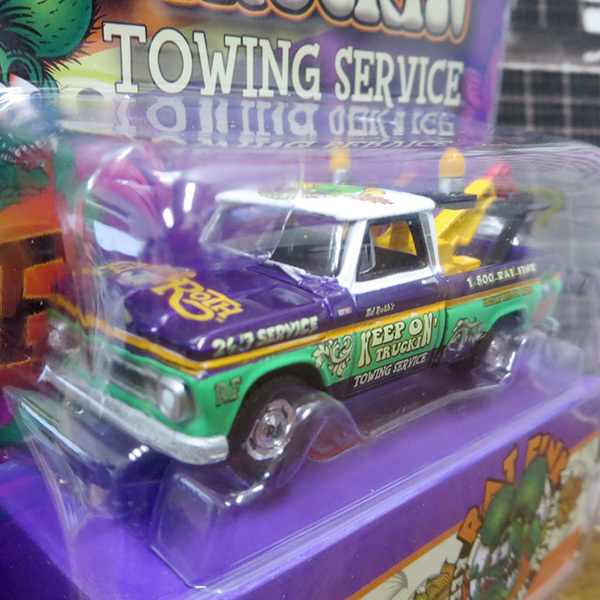 TRUCKIN'
TOWING SERVICE
Roth
24-7 SERVICE
RF
Ed Roth's
KEEP ON
TRUCKIN'
TOWING SERVICE
1-800-RAT-FINK
RAT FINK